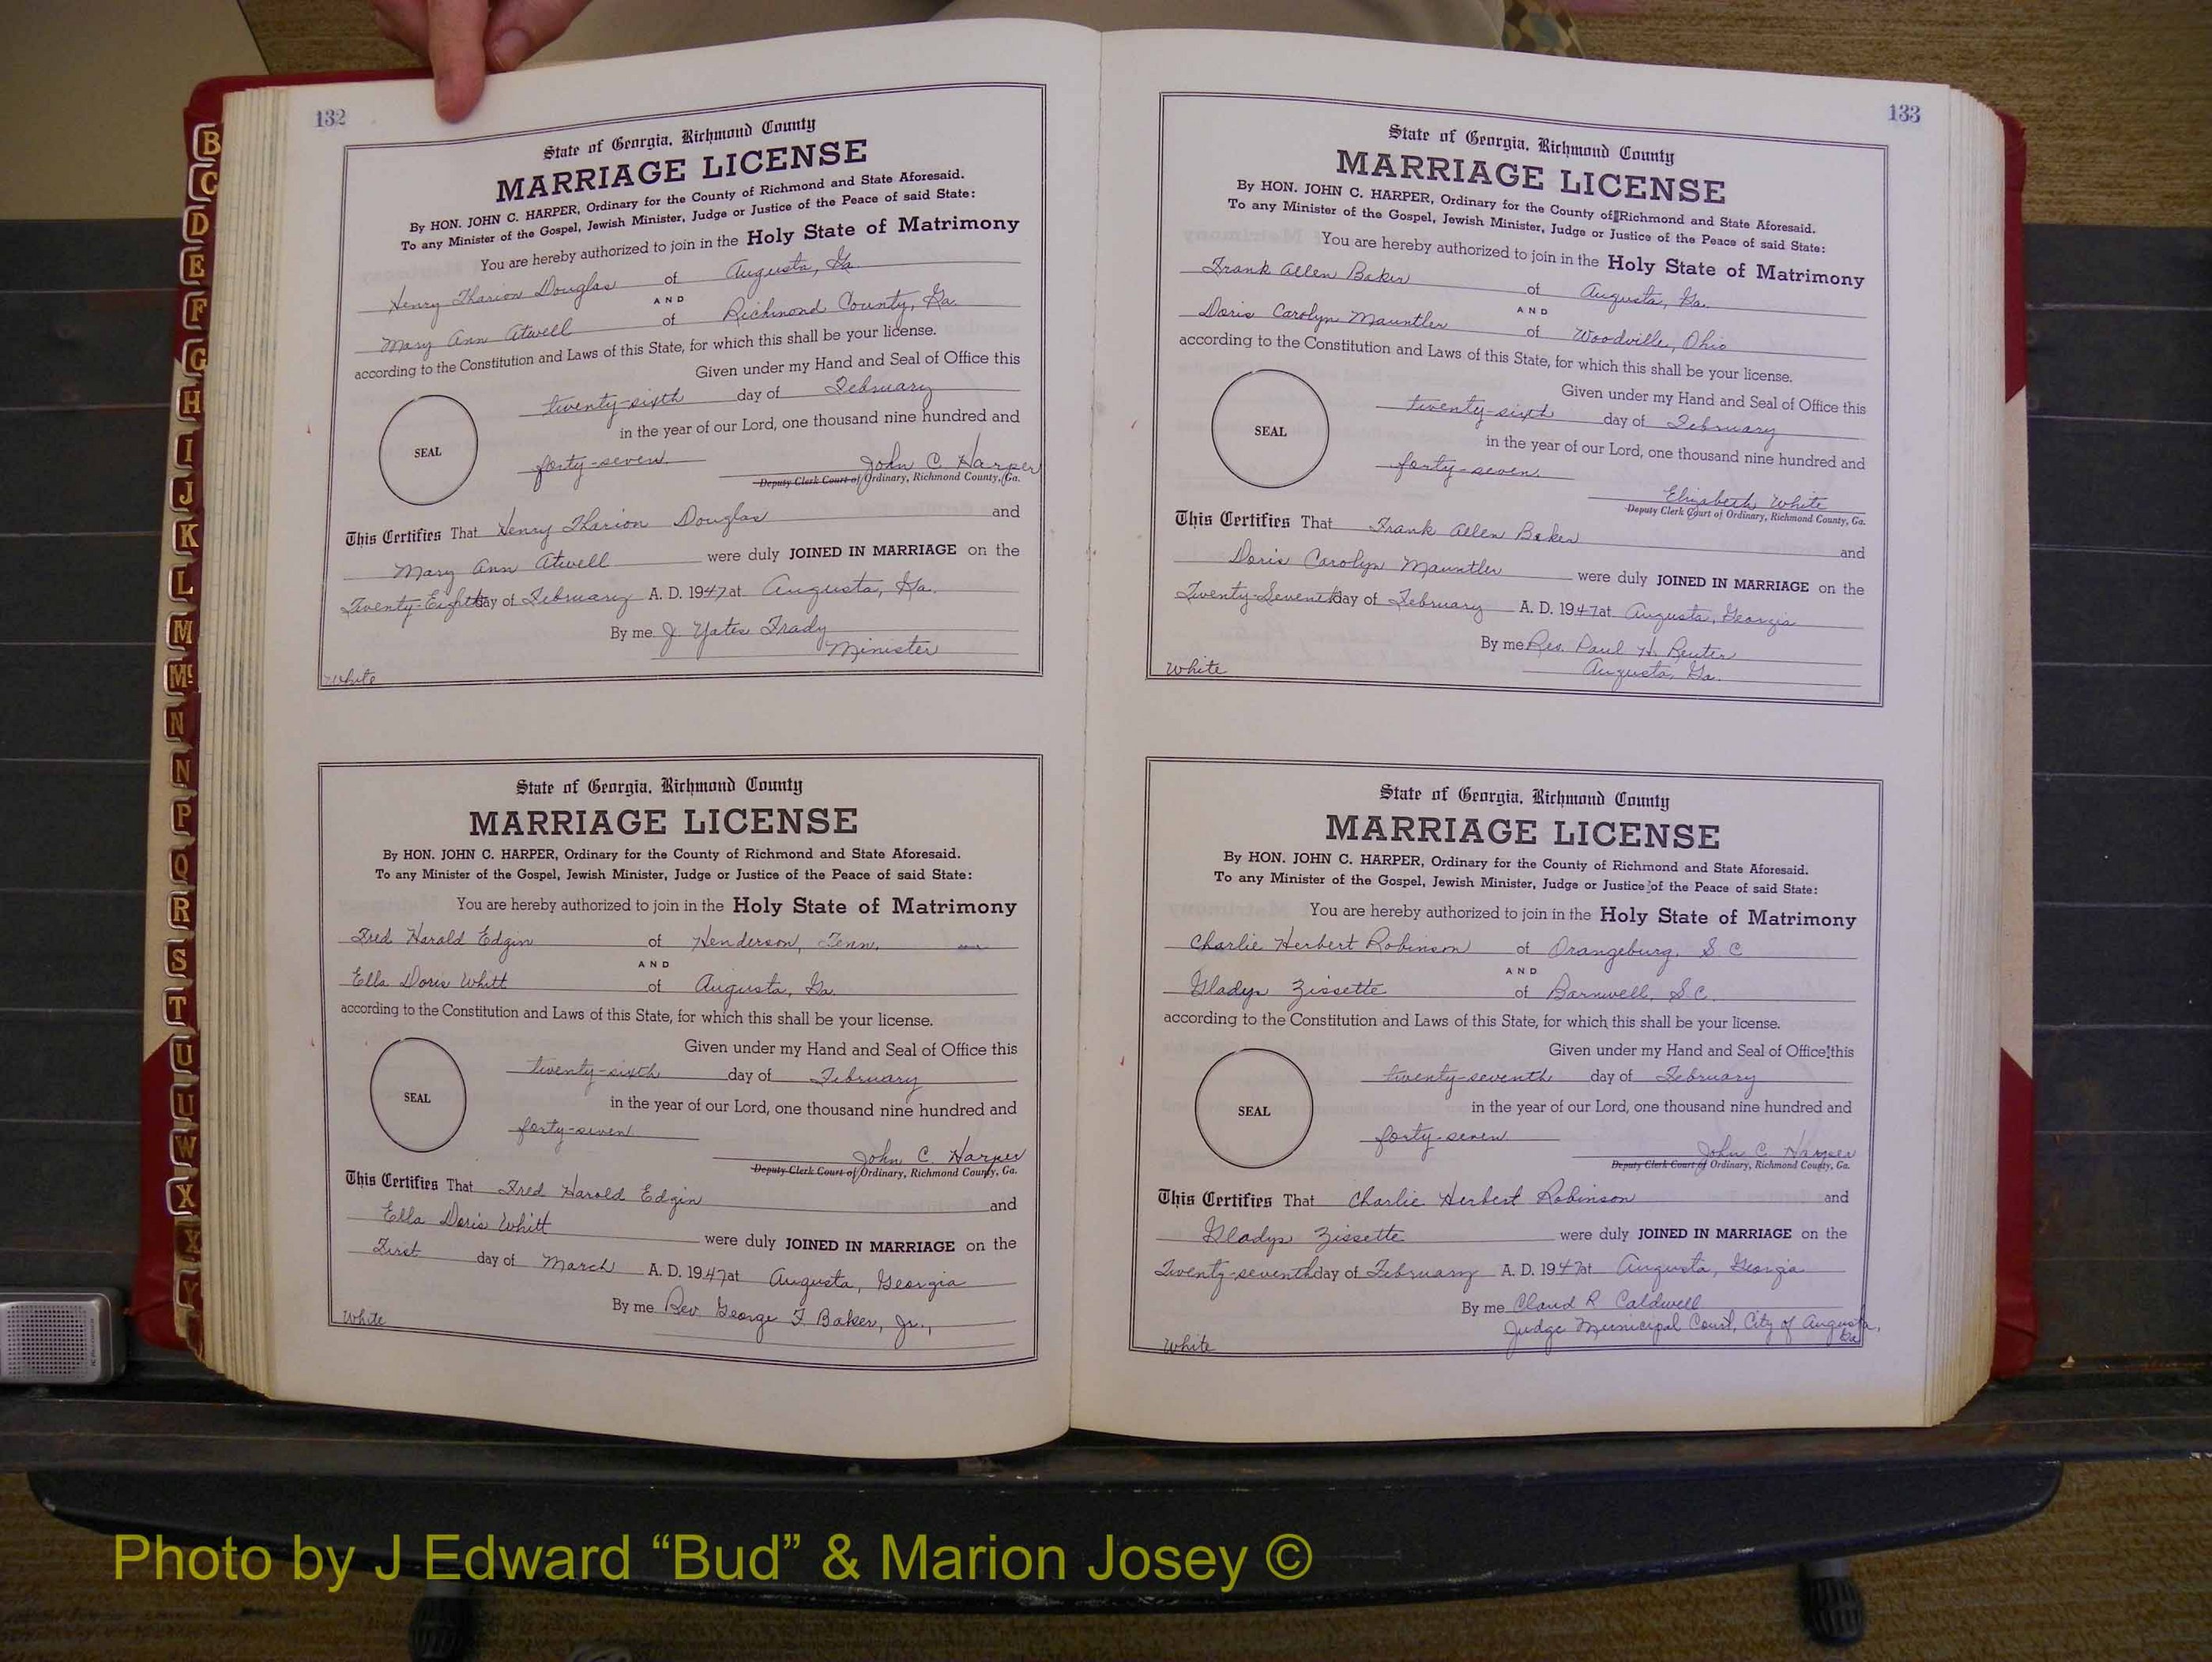 132
State of Georgia, Richmond County
MARRIAGE LICENSE
By HON. JOHN C. HARPER, Ordinary for the County of Richmond and State Aforesaid.
To any Minister of the Gospel, Jewish Minister, Judge or Justice of the Peace of said State:
You are hereby authorized to join in the Holy State of Matrimony
Henry Tharion Douglas of Augusta, Ga.
AND
Mary Ann Atwell of Richmond County, Ga.
according to the Constitution and Laws of this State, for which this shall be your license.
Given under my Hand and Seal of Office this
twenty-sixth day of February
in the year of our Lord, one thousand nine hundred and
SEAL
forty-seven.
John C. Harper
Deputy Clerk Court of Ordinary, Richmond County, Ga.
This Certifies That Henry Tharion Douglas and
Mary Ann Atwell were duly JOINED IN MARRIAGE on the
Twenty-Eighth day of February A. D. 1947 at Augusta, Ga.
By me J. Yates Frady
Minister
White
State of Georgia, Richmond County
MARRIAGE LICENSE
By HON. JOHN C. HARPER, Ordinary for the County of Richmond and State Aforesaid.
To any Minister of the Gospel, Jewish Minister, Judge or Justice of the Peace of said State:
You are hereby authorized to join in the Holy State of Matrimony
Fred Harold Edgin of Henderson, Tenn.
AND
Ella Doris Whitt of Augusta, Ga.
according to the Constitution and Laws of this State, for which this shall be your license.
Given under my Hand and Seal of Office this
twenty-sixth day of February
SEAL
in the year of our Lord, one thousand nine hundred and
forty-seven
John C. Harper
Deputy Clerk Court of Ordinary, Richmond County, Ga.
This Certifies That Fred Harold Edgin and
Ella Doris Whitt were duly JOINED IN MARRIAGE on the
First day of March A. D. 1947 at Augusta, Georgia
By me Rev. George F. Baker, Jr.,
White
133
State of Georgia, Richmond County
MARRIAGE LICENSE
By HON. JOHN C. HARPER, Ordinary for the County of Richmond and State Aforesaid.
To any Minister of the Gospel, Jewish Minister, Judge or Justice of the Peace of said State:
You are hereby authorized to join in the Holy State of Matrimony
Frank Allen Baker of Augusta, Ga.
AND
Doris Carolyn Mauntler of Woodville, Ohio
according to the Constitution and Laws of this State, for which this shall be your license.
Given under my Hand and Seal of Office this
twenty-sixth day of February
SEAL
in the year of our Lord, one thousand nine hundred and
forty-seven
Elizabeth White
Deputy Clerk Court of Ordinary, Richmond County, Ga.
This Certifies That Frank Allen Baker and
Doris Carolyn Mauntler were duly JOINED IN MARRIAGE on the
Twenty-Seventh day of February A. D. 1947 at Augusta, Georgia
By me Rev. Paul H. Reuter
Augusta, Ga.
White
State of Georgia, Richmond County
MARRIAGE LICENSE
By HON. JOHN C. HARPER, Ordinary for the County of Richmond and State Aforesaid.
To any Minister of the Gospel, Jewish Minister, Judge or Justice of the Peace of said State:
You are hereby authorized to join in the Holy State of Matrimony
Charlie Herbert Robinson of Orangeburg, S.C.
AND
Gladys Zissette of Barnwell, S.C.
according to the Constitution and Laws of this State, for which this shall be your license.
Given under my Hand and Seal of Office this
twenty-seventh day of February
SEAL
in the year of our Lord, one thousand nine hundred and
forty-seven
John C. Harper
Deputy Clerk Court of Ordinary, Richmond County, Ga.
This Certifies That Charlie Herbert Robinson and
Gladys Zissette were duly JOINED IN MARRIAGE on the
Twenty-seventh day of February A. D. 1947 at Augusta, Georgia
By me Claud R. Caldwell
Judge Municipal Court, City of Augusta,
Ga.
White
B
C
D
E
F
G
H
I
J
K
L
M
Mc
N
N
P
Q
R
S
T
U
U
W
X
X
Y
Photo by J Edward “Bud” & Marion Josey ©